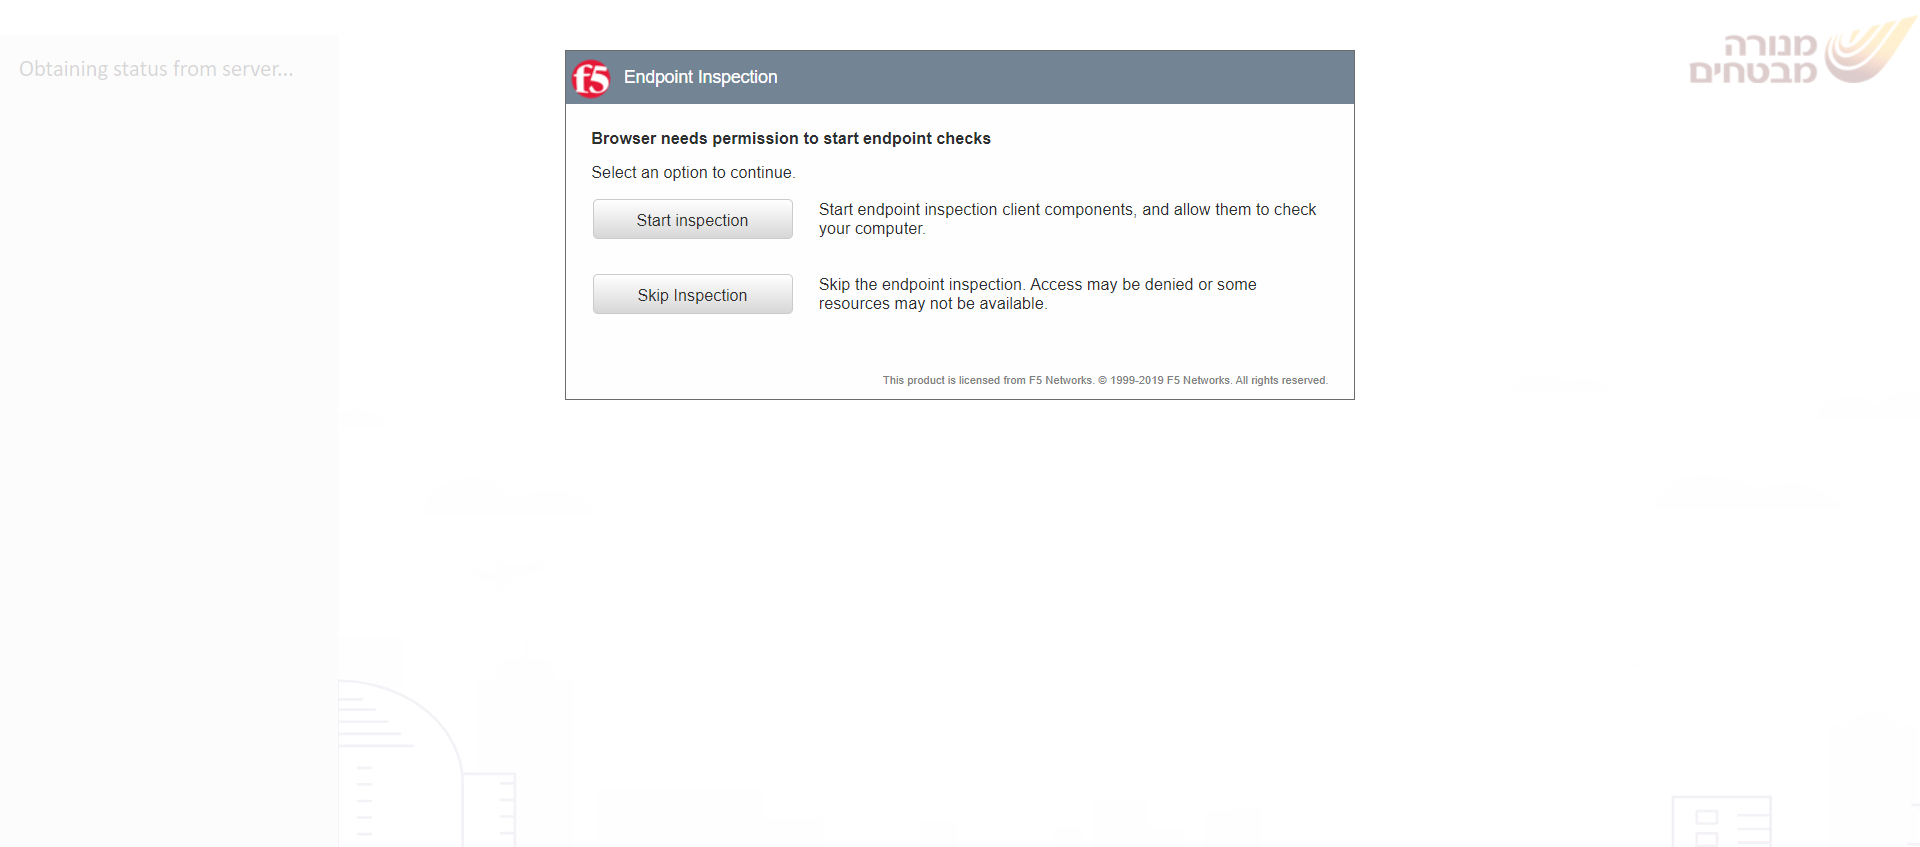 Obtaining status from server...
מנורה
מבטחים
f5
Endpoint Inspection
Browser needs permission to start endpoint checks
Select an option to continue.
Start inspection
Start endpoint inspection client components, and allow them to check
your computer.
Skip Inspection
Skip the endpoint inspection. Access may be denied or some
resources may not be available.
This product is licensed from F5 Networks. © 1999-2019 F5 Networks. All rights reserved.